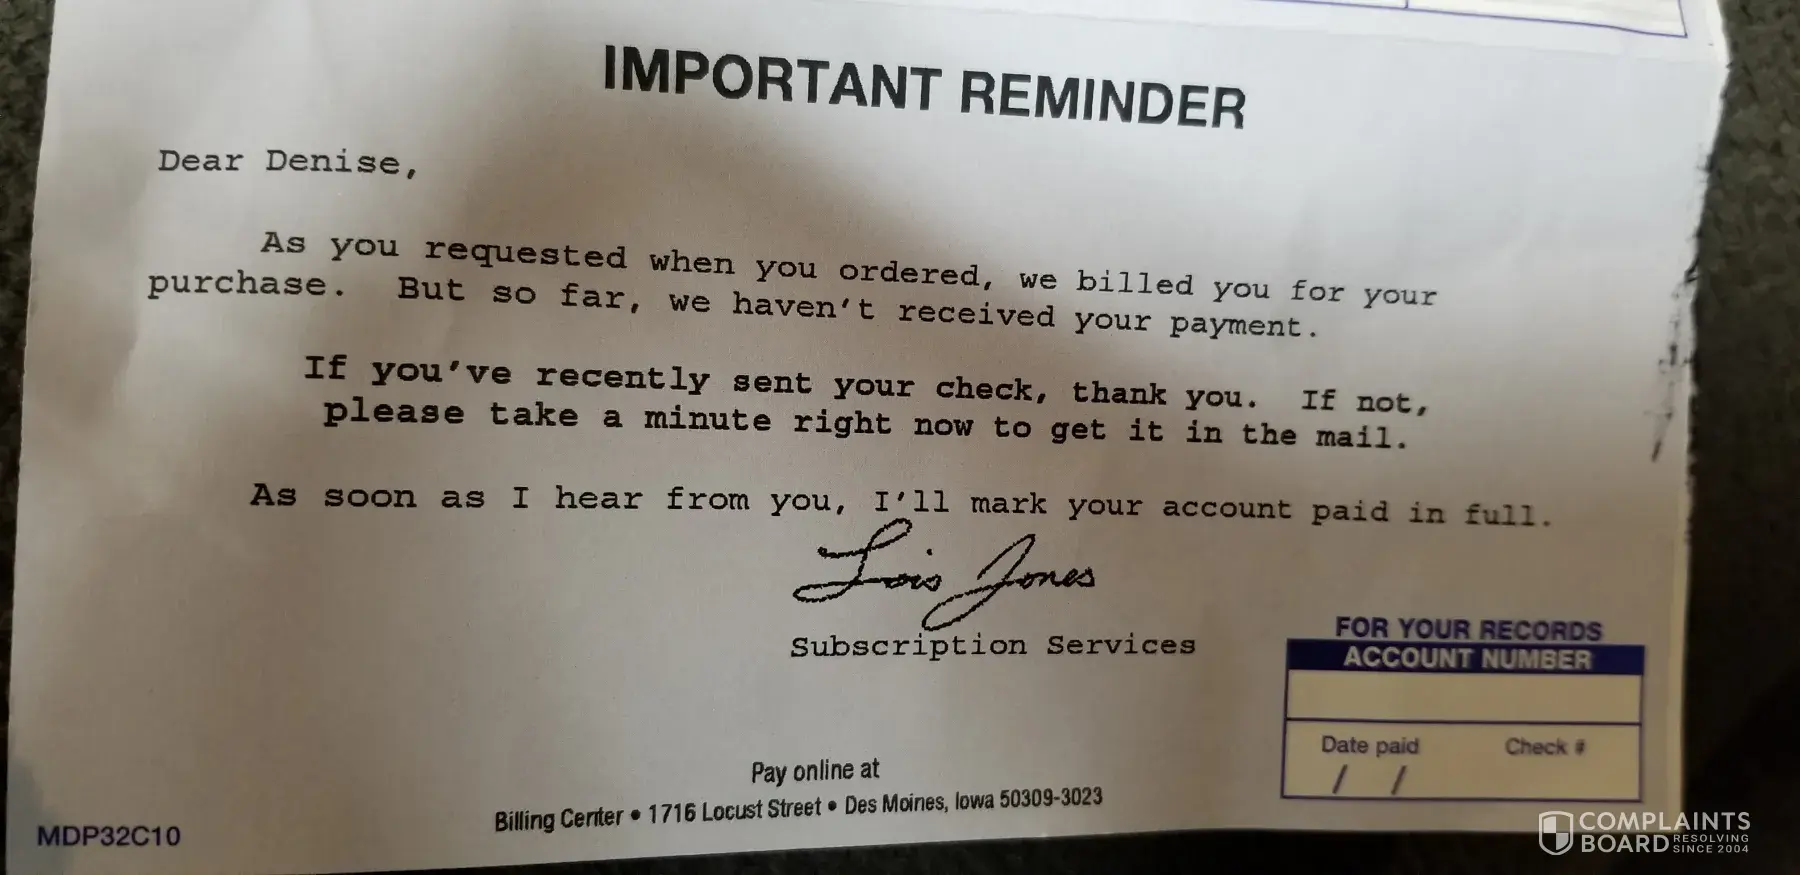 IMPORTANT REMINDER
Dear Denise,
As you requested when you ordered, we billed you for your
purchase. But so far, we haven't received your payment.
If you've recently sent your check, thank you. If not,
please take a minute right now to get it in the mail.
As soon as I hear from you, I'll mark your account paid in full.
Lois Jones
Subscription Services
FOR YOUR RECORDS
ACCOUNT NUMBER
Date paid Check #
/ /
Pay online at
Billing Center • 1716 Locust Street • Des Moines, Iowa 50309-3023
MDP32C10
COMPLAINTS
BOARD RESOLVING SINCE 2004